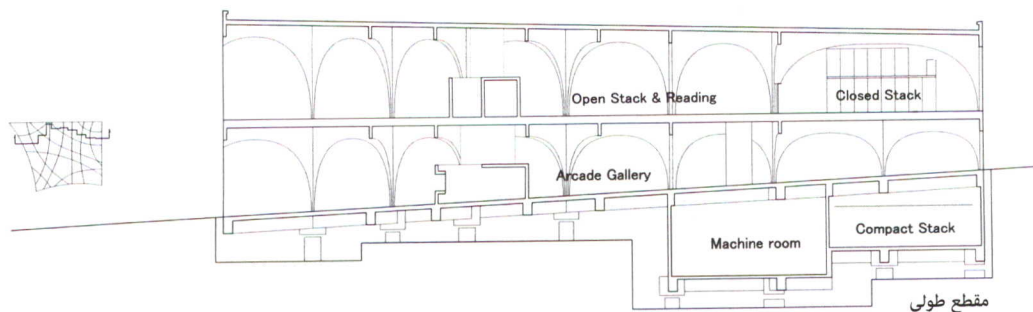 Open Stack & Reading
Closed Stack
Arcade Gallery
Machine room
Compact Stack
مقطع طولی